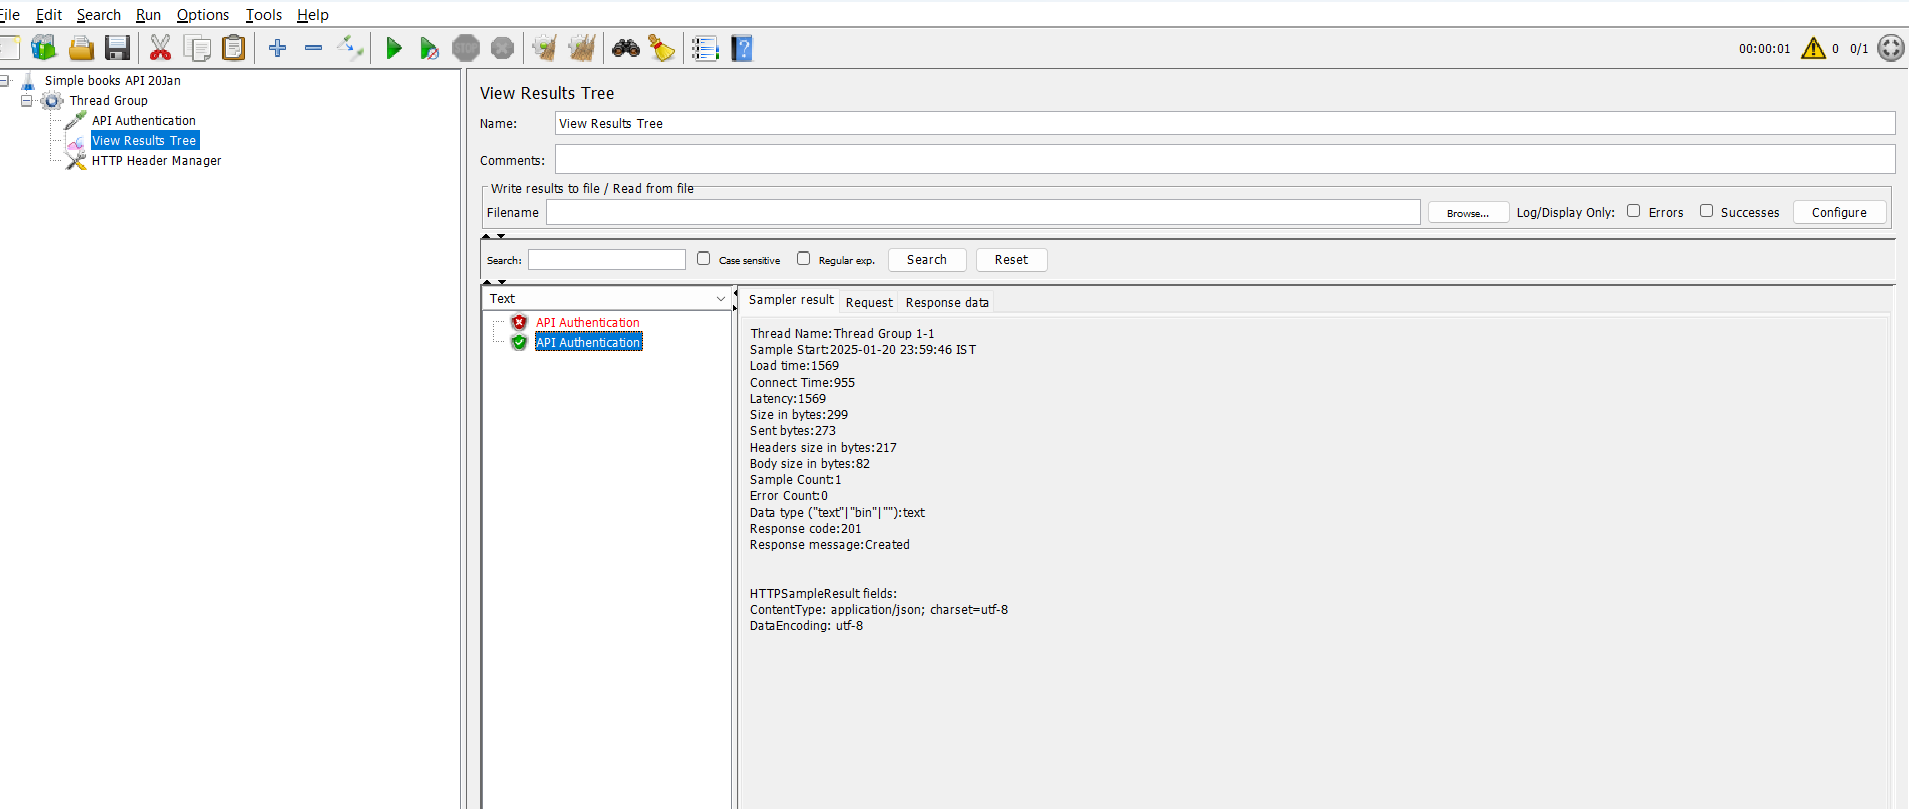 File Edit Search Run Options Tools Help
STOP
00:00:01 0 0/1
Simple books API 20Jan
Thread Group
API Authentication
View Results Tree
HTTP Header Manager
View Results Tree
Name: View Results Tree
Comments:
Write results to file / Read from file
Filename Browse... Log/Display Only: Errors Successes Configure
Search: Case sensitive Regular exp. Search Reset
Text
API Authentication
API Authentication
Sampler result Request Response data
Thread Name:Thread Group 1-1
Sample Start:2025-01-20 23:59:46 IST
Load time:1569
Connect Time:955
Latency:1569
Size in bytes:299
Sent bytes:273
Headers size in bytes:217
Body size in bytes:82
Sample Count:1
Error Count:0
Data type ("text"|"bin"|""):text
Response code:201
Response message:Created
HTTPSampleResult fields:
ContentType: application/json; charset=utf-8
DataEncoding: utf-8